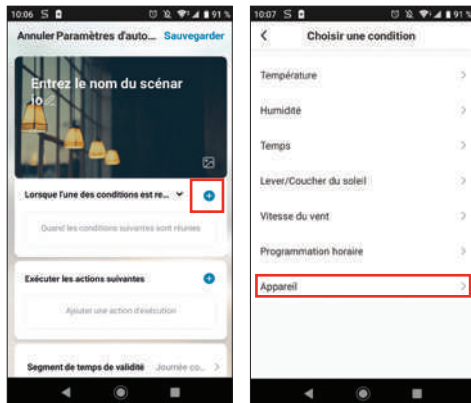 10:06 S 91 %
Annuler Paramètres d'auto... Sauvegarder
Entrez le nom du scénar
io
Lorsque l'une des conditions est re...
Quand les conditions suivantes sont réunies
Exécuter les actions suivantes
Ajouter une action d'exécution
Segment de temps de validité Journée co...
10:07 S 91 %
Choisir une condition
Température
Humidité
Temps
Lever/Coucher du soleil
Vitesse du vent
Programmation horaire
Appareil